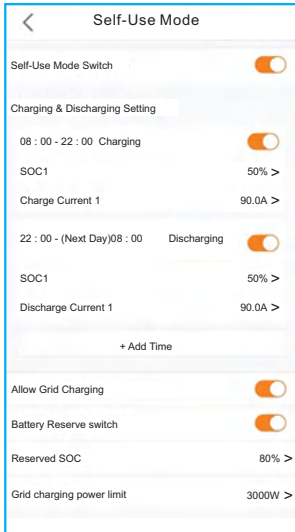 Self-Use Mode
Self-Use Mode Switch
Charging & Discharging Setting
08 : 00 - 22 : 00 Charging
SOC1 50% >
Charge Current 1 90.0A >
22 : 00 - (Next Day)08 : 00 Discharging
SOC1 50% >
Discharge Current 1 90.0A >
+ Add Time
Allow Grid Charging
Battery Reserve switch
Reserved SOC 80% >
Grid charging power limit 3000W >